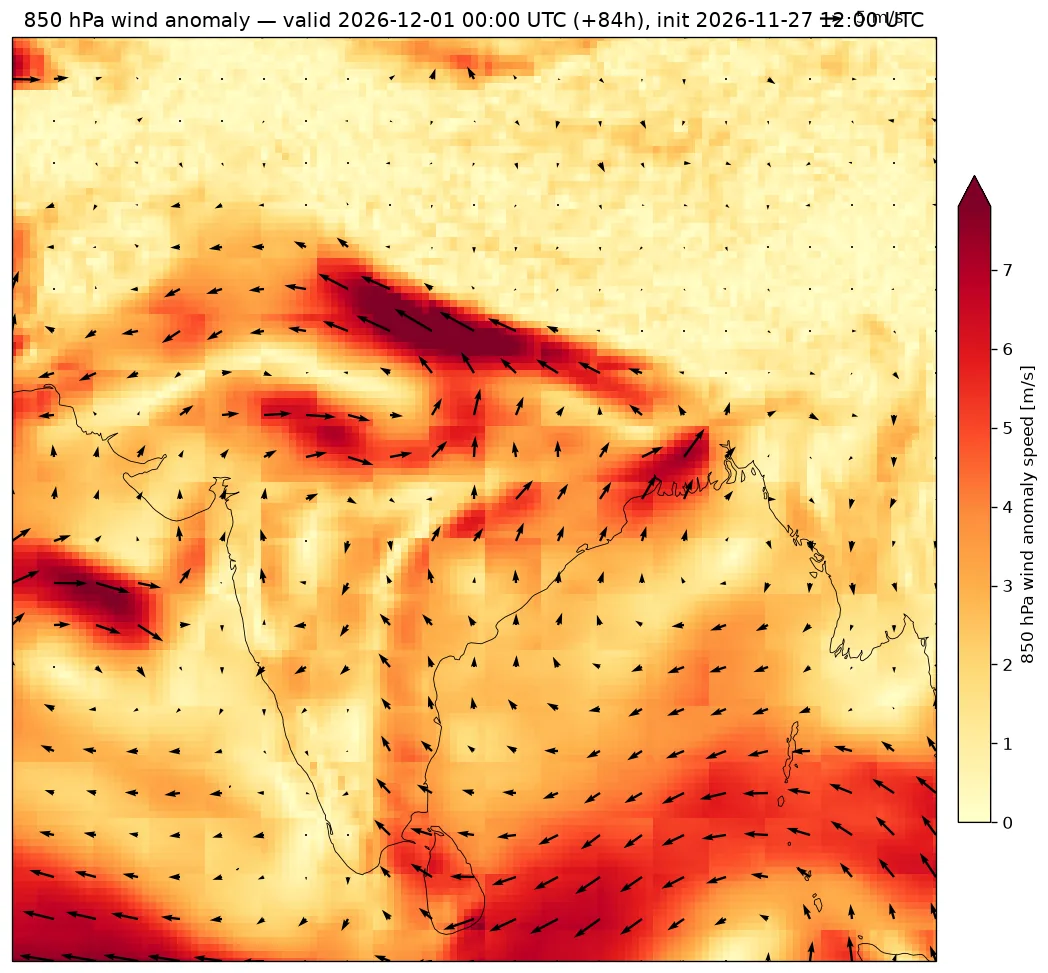 850 hPa wind anomaly — valid 2026-12-01 00:00 UTC (+84h), init 2026-11-27 12:00 UTC
5 m/s
7
6
5
4
3
2
1
0
850 hPa wind anomaly speed [m/s]